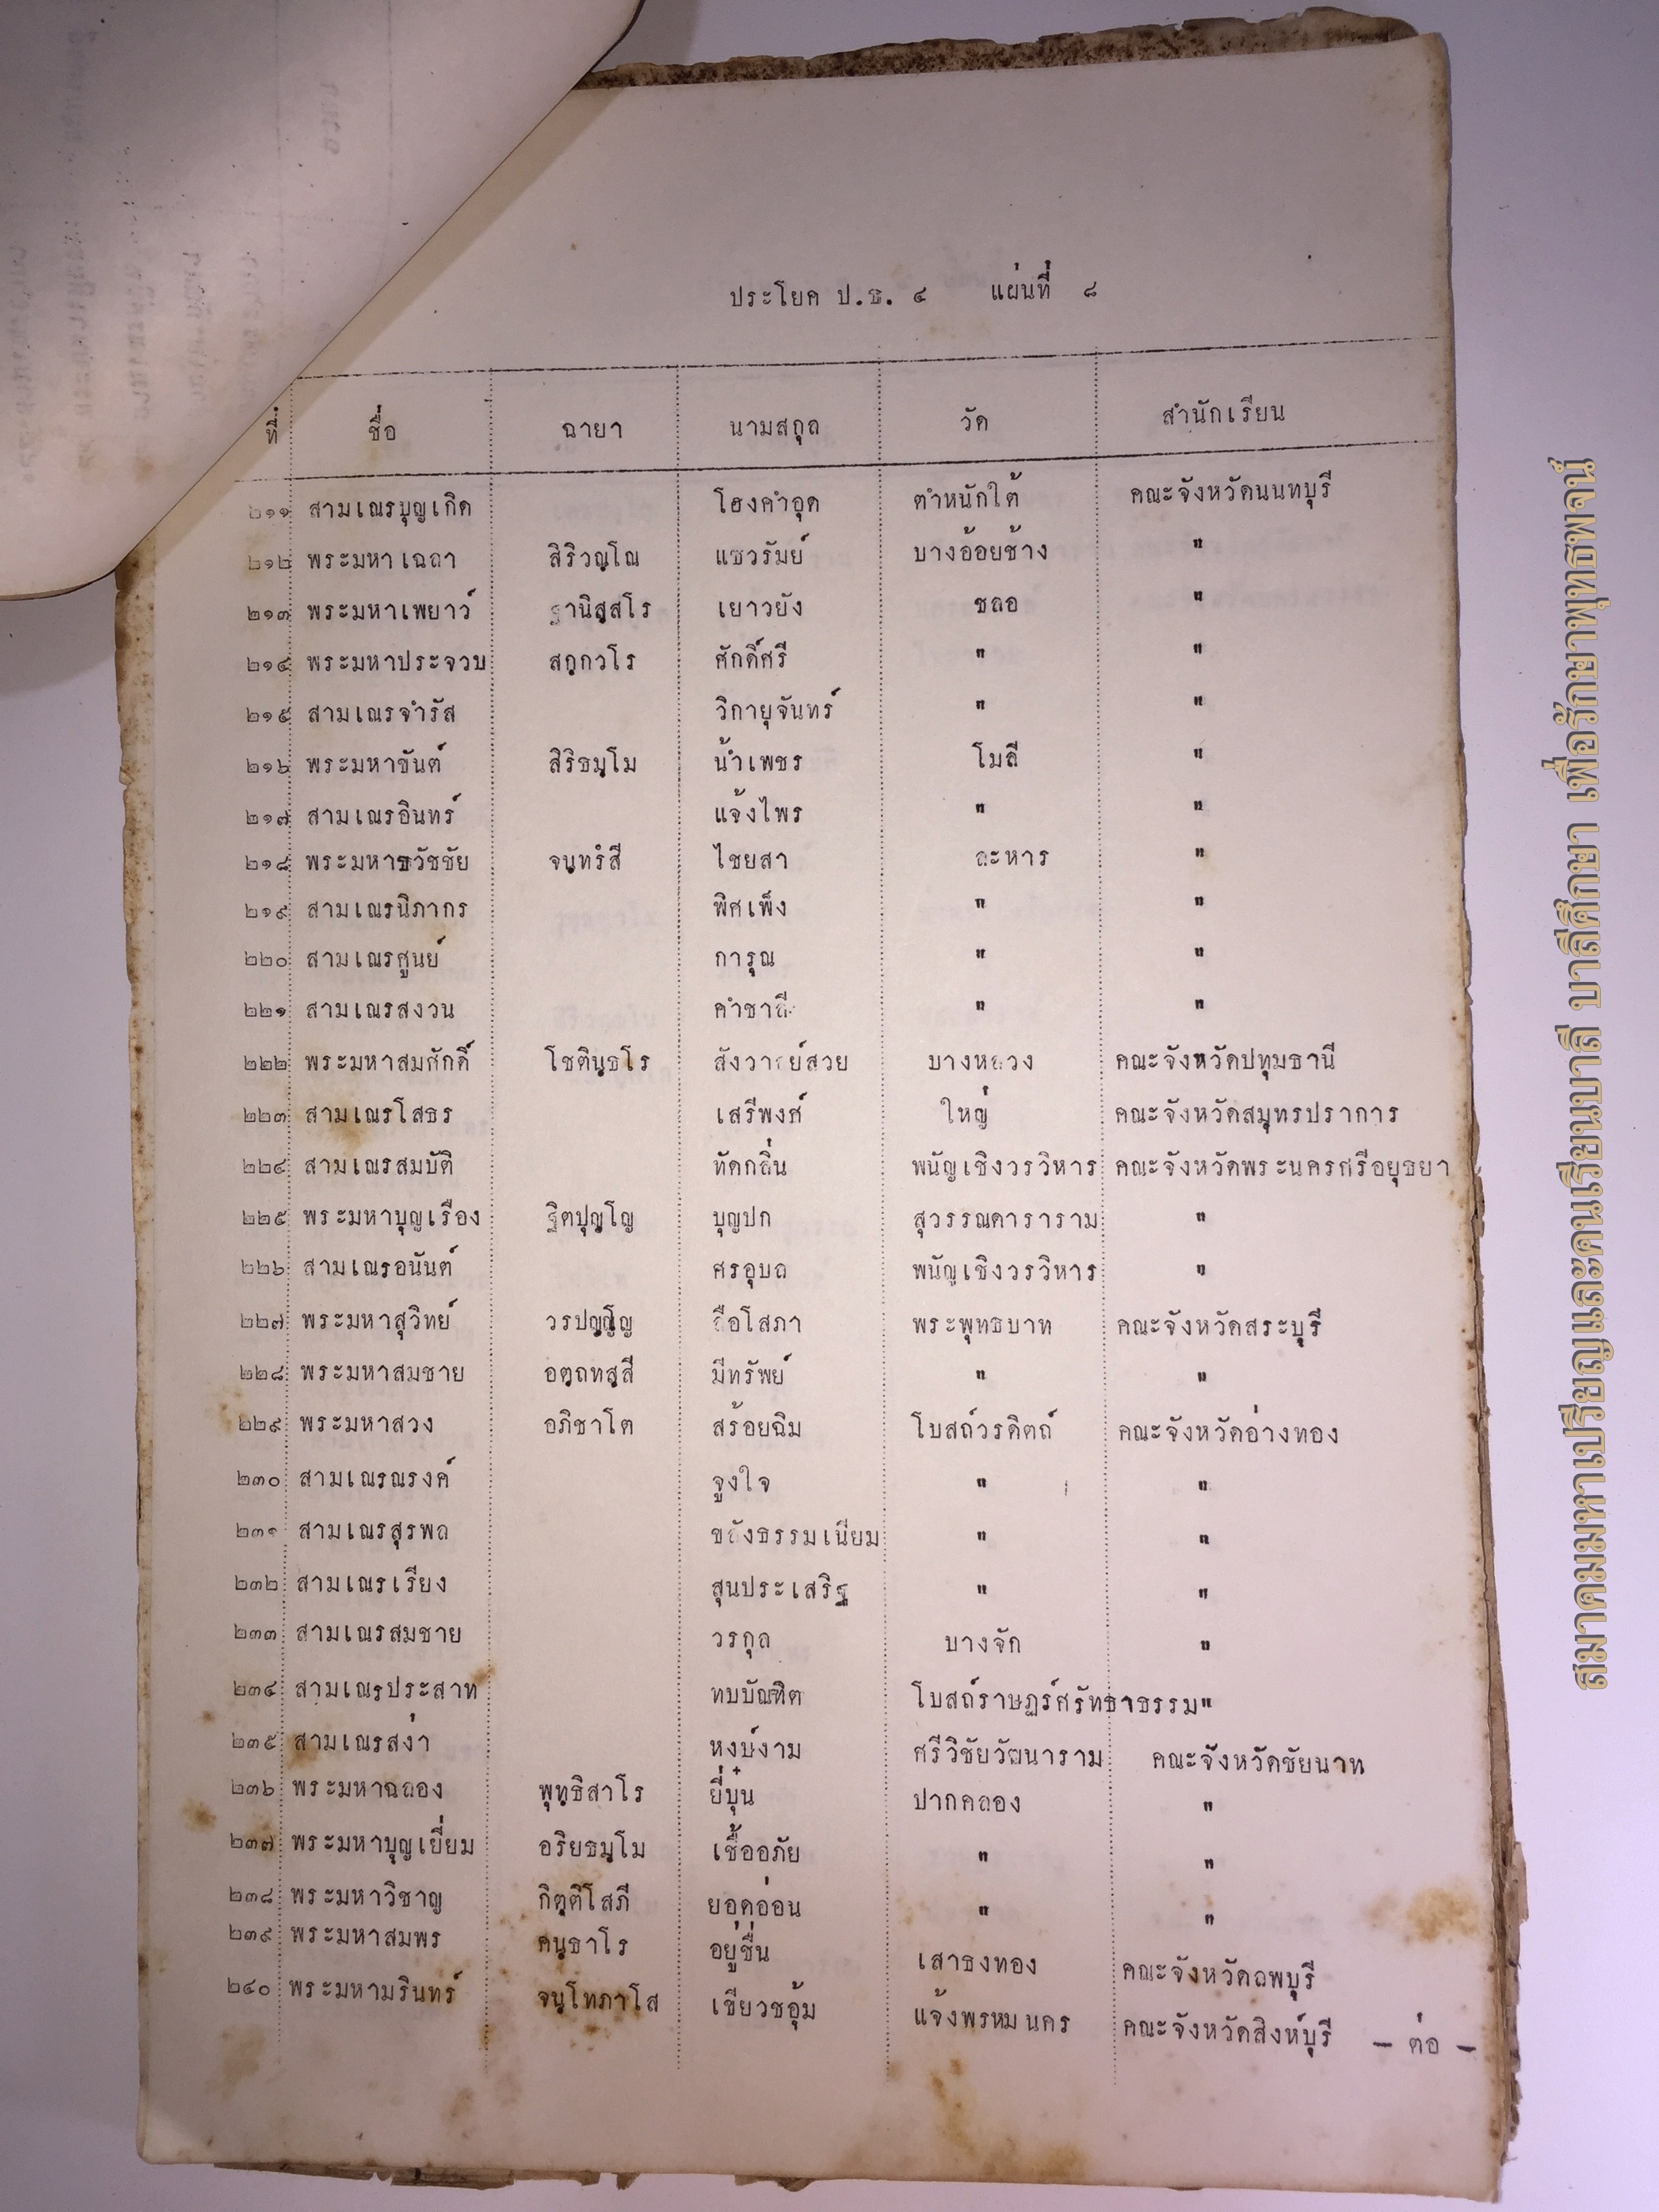 ประโยค ป.ธ. ๔ แผ่นที่ ๘
ที่ ชื่อ ฉายา นามสกุล วัด สำนักเรียน
๒๑๑ สามเณรบุญเกิด โฮงคำอุด ตำหนักใต้ คณะจังหวัดนนทบุรี
๒๑๒ พระมหาเฉลา สิริวณฺโณ แซวรัมย์ บางอ้อยช้าง "
๒๑๓ พระมหาเพยาว์ ฐานิสฺสโร เยาวยัง ชลอ "
๒๑๔ พระมหาประจวบ สกฺกวโร ศักดิ์ศรี " "
๒๑๕ สามเณรจำรัส วิกายุจันทร์ " "
๒๑๖ พระมหาขันต์ สิริธมฺโม น้ำเพชร โมลี "
๒๑๗ สามเณรอินทร์ แจ้งไพร " "
๒๑๘ พระมหาธวัชชัย จนฺทรํสี ไชยสา ละหาร "
๒๑๙ สามเณรนิภากร พิศเพ็ง " "
๒๒๐ สามเณรศูนย์ การุณ " "
๒๒๑ สามเณรสงวน คำชาลี " "
๒๒๒ พระมหาสมศักดิ์ โชตินฺธโร สังวาลย์สวย บางหลวง คณะจังหวัดปทุมธานี
๒๒๓ สามเณรโสธร เสรีพงศ์ ใหญ่ คณะจังหวัดสมุทรปราการ
๒๒๔ สามเณรสมบัติ ทัดกลิ่น พนัญเชิงวรวิหาร คณะจังหวัดพระนครศรีอยุธยา
๒๒๕ พระมหาบุญเรือง ฐิตปุญฺโญ บุญปก สุวรรณดาราราม "
๒๒๖ สามเณรอนันต์ ศรอุบล พนัญเชิงวรวิหาร "
๒๒๗ พระมหาสุวิทย์ วรปญฺโญ ลือโสภา พระพุทธบาท คณะจังหวัดสระบุรี
๒๒๘ พระมหาสมชาย อตฺถทสฺสี มีทรัพย์ " "
๒๒๙ พระมหาสวง อภิชาโต สร้อยฉิม โบสถ์วรดิตถ์ คณะจังหวัดอ่างทอง
๒๓๐ สามเณรณรงค์ จูงใจ " "
๒๓๑ สามเณรสุรพล ขลังธรรมเนียม " "
๒๓๒ สามเณรเรียง สุนประเสริฐ " "
๒๓๓ สามเณรสมชาย วรกุล บางจัก "
๒๓๔ สามเณรประสาท ทบบัณฑิต โบสถ์ราษฎร์ศรัทธาธรรม "
๒๓๕ สามเณรสง่า หงษ์งาม ศรีวิชัยวัฒนาราม คณะจังหวัดชัยนาท
๒๓๖ พระมหาฉลอง พุทฺธิสาโร ยี่ปุ๋น ปากคลอง "
๒๓๗ พระมหาบุญเยี่ยม อริยธมฺโม เชื้ออภัย " "
๒๓๘ พระมหาวิชาญ กิตฺติโสภี ยอดอ่อน " "
๒๓๙ พระมหาสมพร คนฺธาโร อยู่ชื่น เสาธงทอง คณะจังหวัดลพบุรี
๒๔๐ พระมหามรินทร์ จนฺโทภาโส เขียวชอุ้ม แจ้งพรหมนคร คณะจังหวัดสิงห์บุรี
- ต่อ -
สมาคมมหาเปรียญและคนเรียนบาลี บาลีศึกษา เพื่อรักษาพุทธพจน์